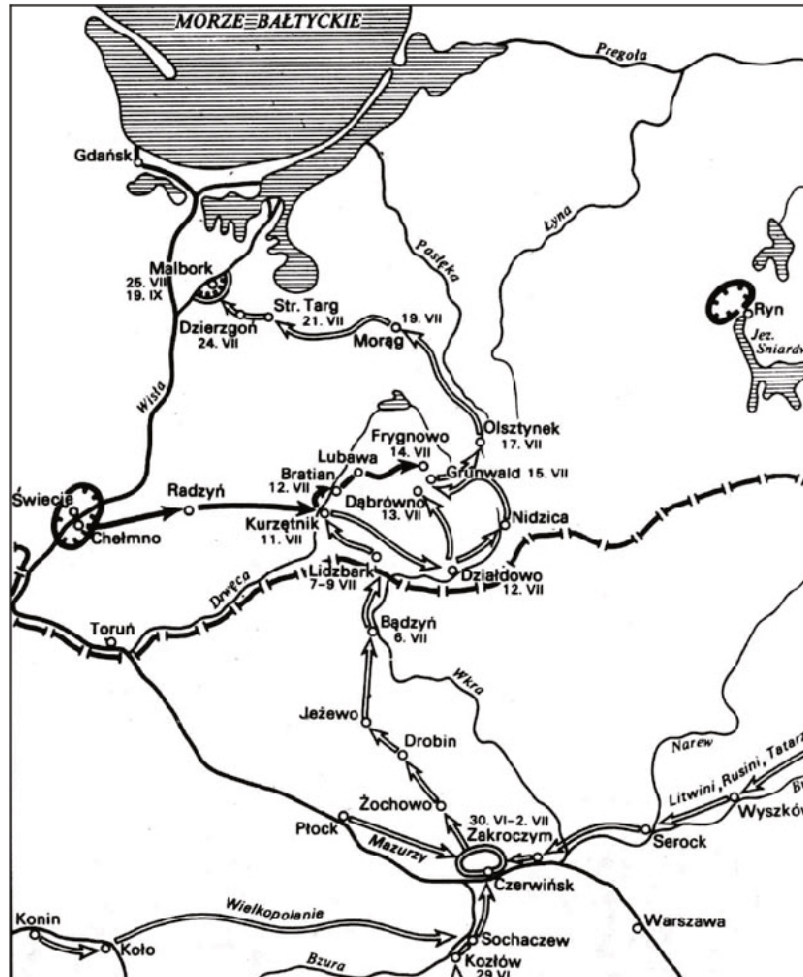 MORZE BAŁTYCKIE
Pregoła
Gdańsk
Łyna
Pasłęka
Malbork
25. VII
19. IX
Str. Targ
21. VII
19. VII
Morąg
Ryn
Jez.
Śniardw
Dzierzgoń
24. VII
Wisła
Olsztynek
17. VII
Frygnowo
14. VII
Lubawa
Grunwald 15. VII
Bratian
12. VII
Radzyń
Świecie
Dąbrówno
13. VII
Chełmno
Kurzętnik
11. VII
Nidzica
Lidzbark
7-9 VII
Działdowo
12. VII
Drwęca
Toruń
Bądzyń
6. VII
Wkra
Jeżewo
Drobin
Narew
Litwini, Rusini, Tatarz
Bu
Wyszków
Żochowo
30. VI-2. VII
Zakroczym
Serock
Płock
Mazurzy
Czerwińsk
Wielkopolanie
Warszawa
Konin
Koło
Sochaczew
Bzura
Kozłów
29 VI